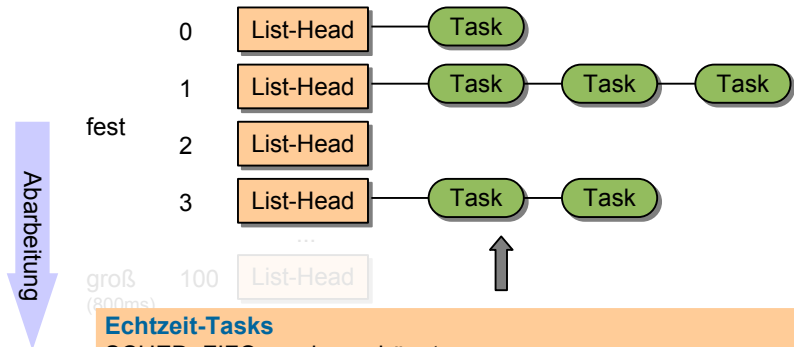 0 List-Head Task
1 List-Head Task Task Task
fest
2 List-Head
3 List-Head Task Task
...
groß 100 List-Head
(800ms)
Abarbeitung
Echtzeit-Tasks